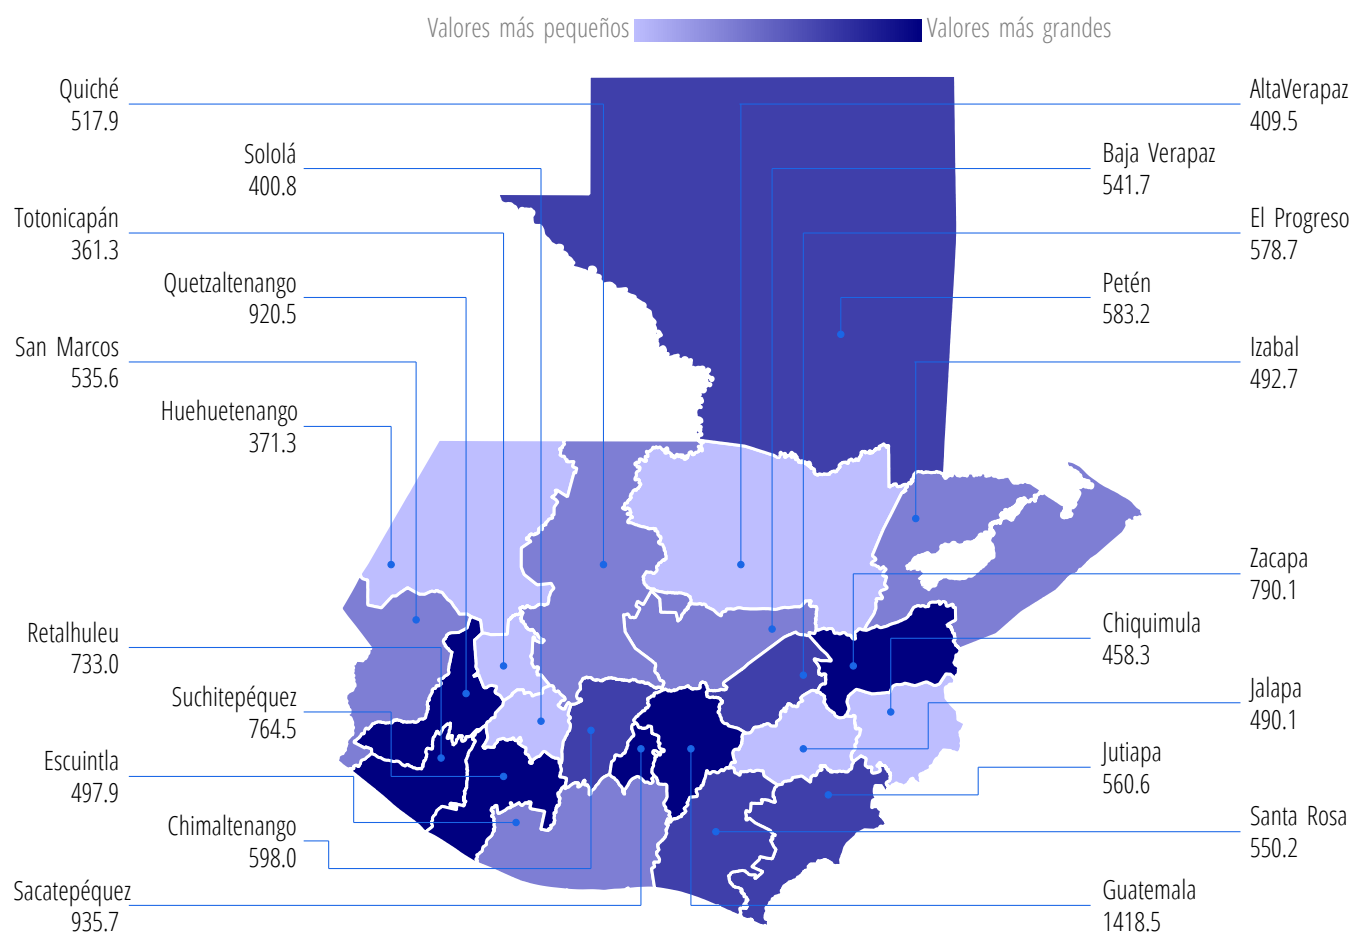 Valores más pequeños
Valores más grandes
Quiché
517.9
Sololá
400.8
Totonicapán
361.3
Quetzaltenango
920.5
San Marcos
535.6
Huehuetenango
371.3
Retalhuleu
733.0
Suchitepéquez
764.5
Escuintla
497.9
Chimaltenango
598.0
Sacatepéquez
935.7
AltaVerapaz
409.5
Baja Verapaz
541.7
El Progreso
578.7
Petén
583.2
Izabal
492.7
Zacapa
790.1
Chiquimula
458.3
Jalapa
490.1
Jutiapa
560.6
Santa Rosa
550.2
Guatemala
1418.5